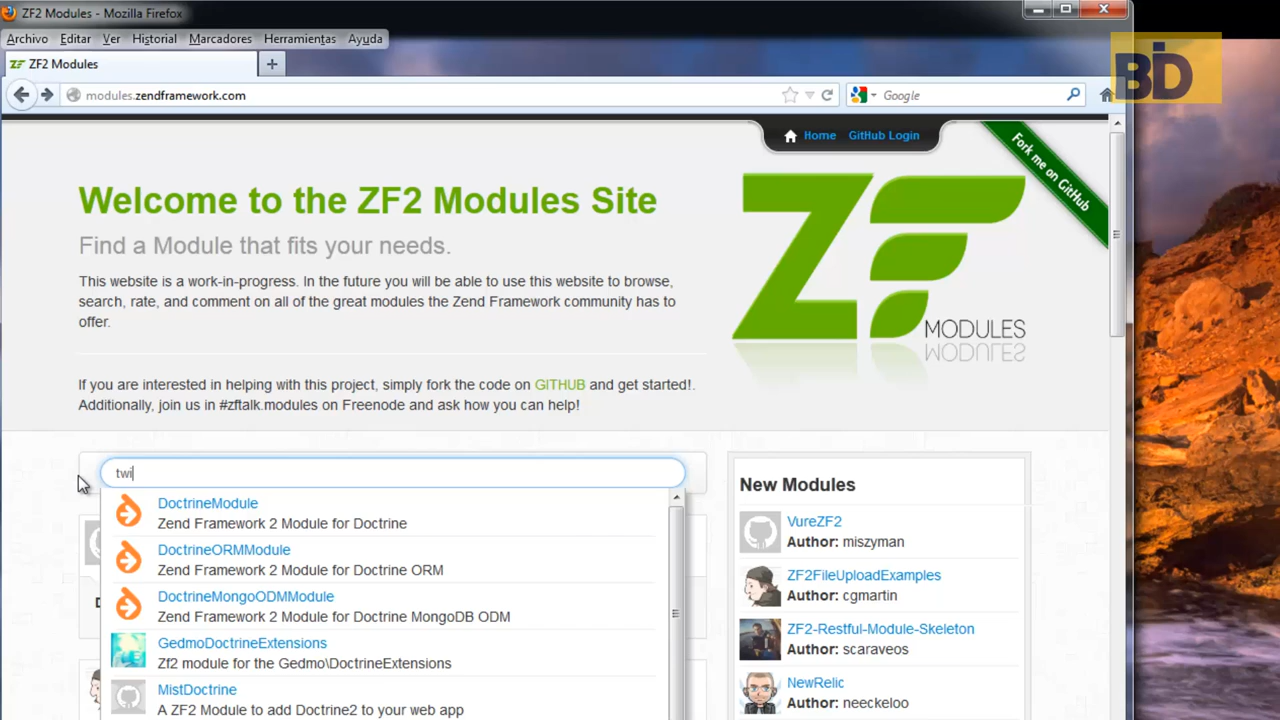 ZF2 Modules - Mozilla Firefox
Archivo Editar Ver Historial Marcadores Herramientas Ayuda
ZF2 Modules
modules.zendframework.com
Google
BiD
Home GitHub Login
Fork me on GitHub
Welcome to the ZF2 Modules Site
Find a Module that fits your needs.
This website is a work-in-progress. In the future you will be able to use this website to browse,
search, rate, and comment on all of the great modules the Zend Framework community has to
offer.
ZF
MODULES
If you are interested in helping with this project, simply fork the code on GITHUB and get started!.
Additionally, join us in #zftalk.modules on Freenode and ask how you can help!
twi
DoctrineModule
Zend Framework 2 Module for Doctrine
DoctrineORMModule
Zend Framework 2 Module for Doctrine ORM
DoctrineMongoODMModule
Zend Framework 2 Module for Doctrine MongoDB ODM
GedmoDoctrineExtensions
Zf2 module for the Gedmo\DoctrineExtensions
MistDoctrine
A ZF2 Module to add Doctrine2 to your web app
New Modules
VureZF2
Author: miszyman
ZF2FileUploadExamples
Author: cgmartin
ZF2-Restful-Module-Skeleton
Author: scaraveos
NewRelic
Author: neeckeloo